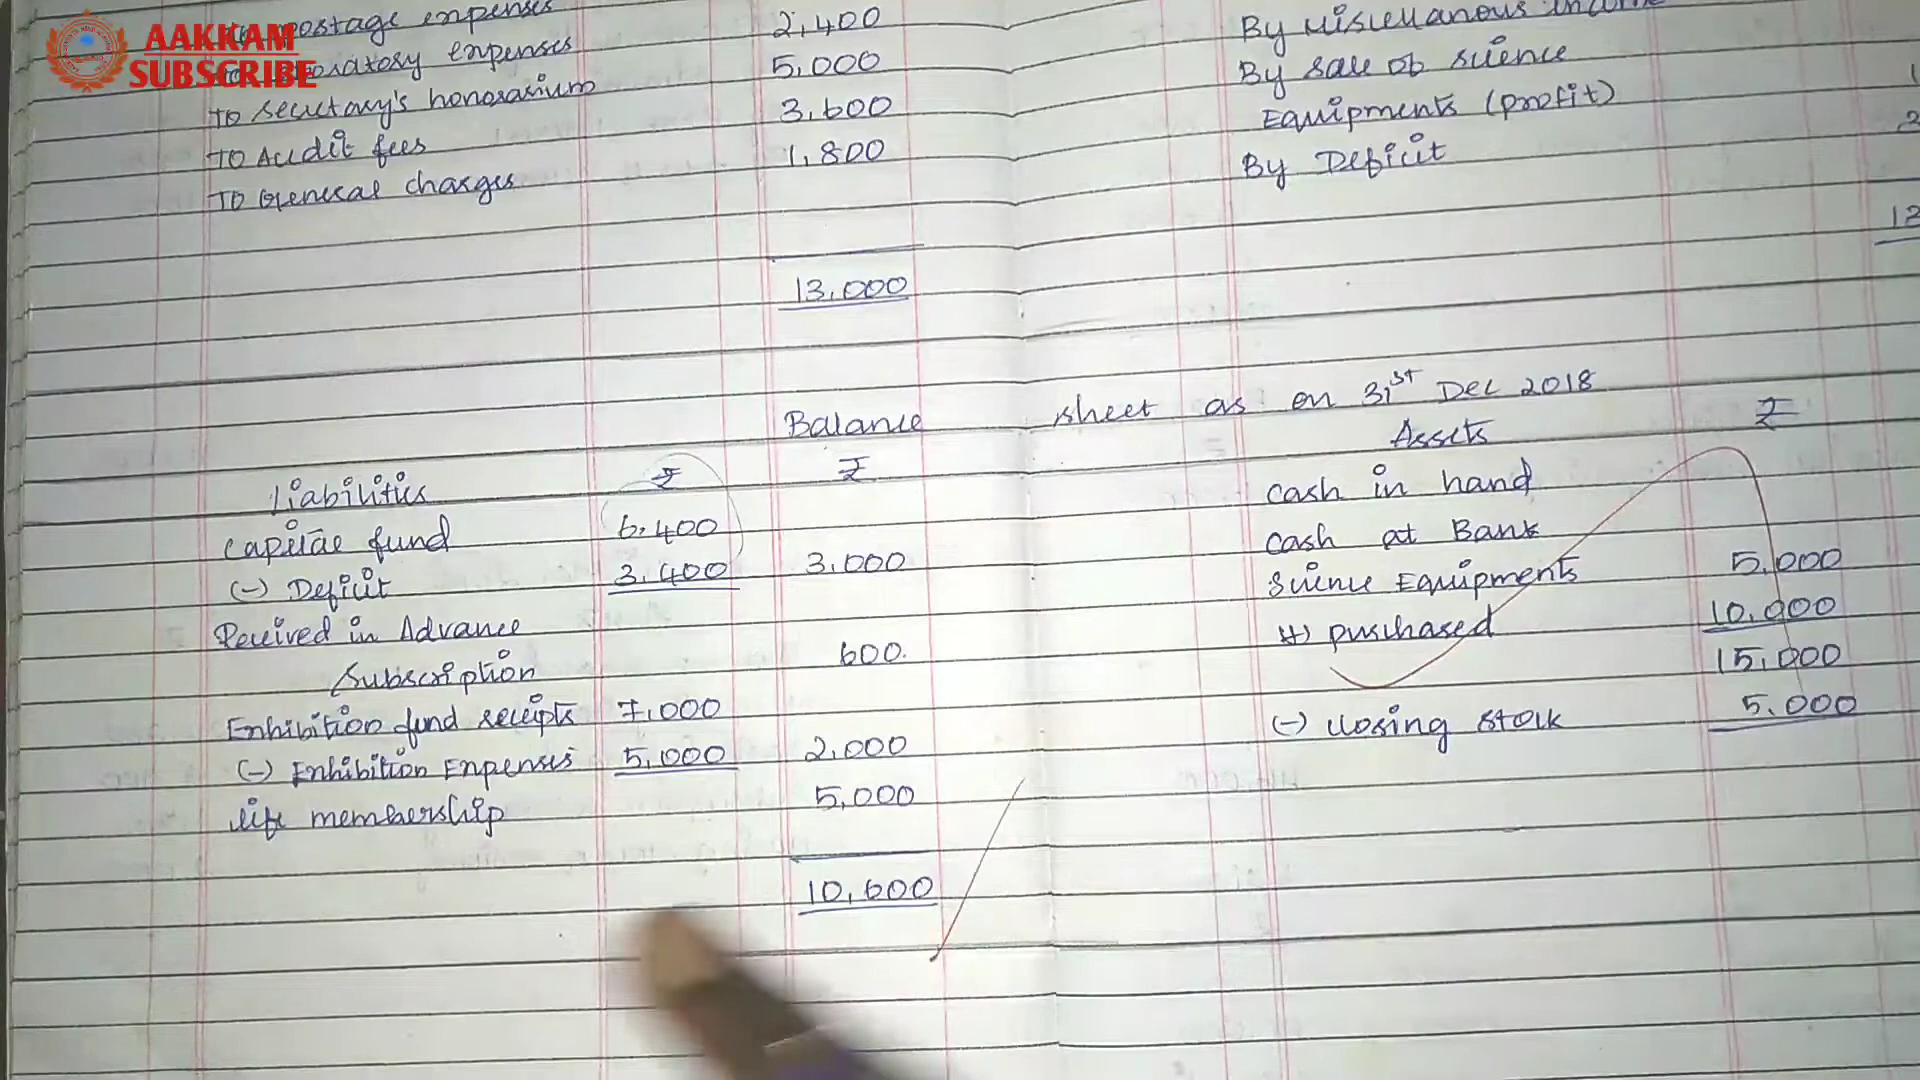 AAKKAM
SUBSCRIBE
postage expenses 2,400
expenses 5,000
To secretary's honorarium 3,600
To Audit fees 1,800
To General charges
13,000
By Miscellanous income
By sale of science
Equipments (profit)
By Deficit
Balance sheet as on 31st Dec 2018
Liabilities ₹ ₹
Capital fund 6,400
(-) Deficit 3,400 3,000
Received in Advance
Subscription 600.
Exhibition fund receipts 7,000
(-) Exhibition Expenses 5,000 2,000
life membership 5,000
10,600
Assets ₹
cash in hand
cash at Bank
Science Equipments 5,000
(+) purchased 10,000
15,000
(-) closing stock 5,000